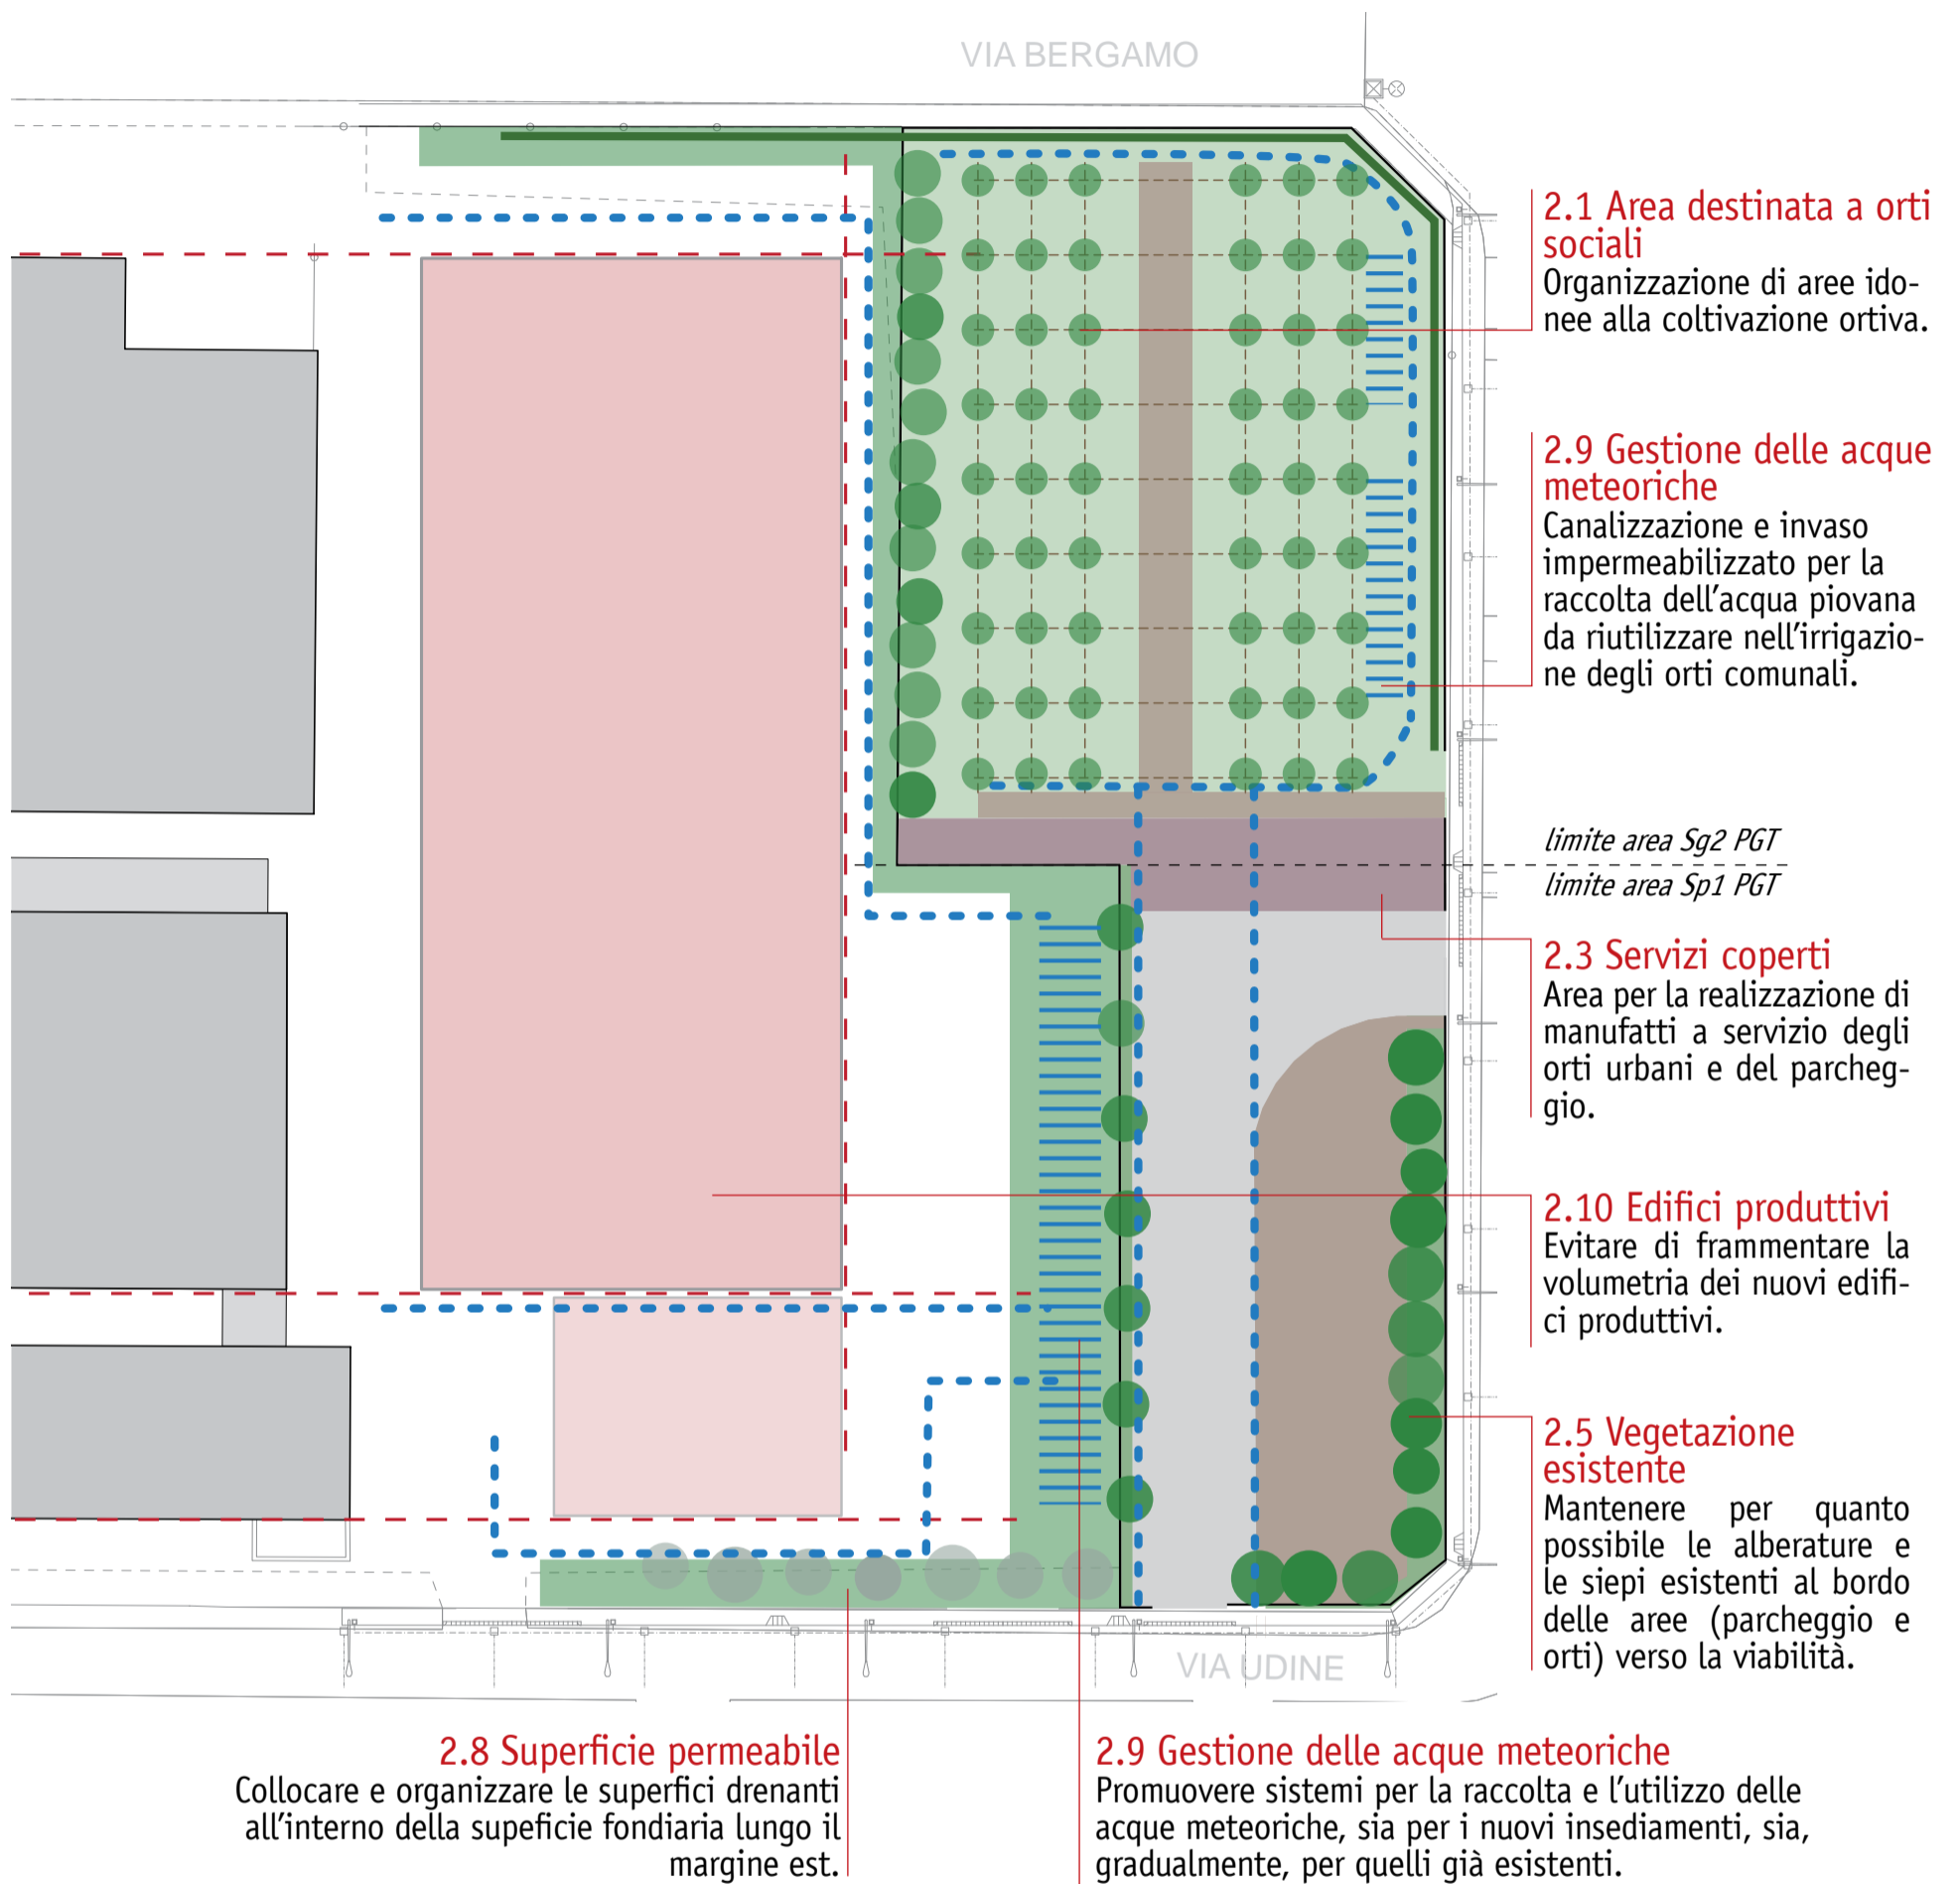 VIA BERGAMO
2.1 Area destinata a orti
sociali
Organizzazione di aree ido-
nee alla coltivazione ortiva.
2.9 Gestione delle acque
meteoriche
Canalizzazione e invaso
impermeabilizzato per la
raccolta dell'acqua piovana
da riutilizzare nell'irrigazio-
ne degli orti comunali.
limite area Sg2 PGT
limite area Sp1 PGT
2.3 Servizi coperti
Area per la realizzazione di
manufatti a servizio degli
orti urbani e del parcheg-
gio.
2.10 Edifici produttivi
Evitare di frammentare la
volumetria dei nuovi edifi-
ci produttivi.
2.5 Vegetazione
esistente
Mantenere per quanto
possibile le alberature e
le siepi esistenti al bordo
delle aree (parcheggio e
orti) verso la viabilità.
VIA UDINE
2.8 Superficie permeabile
Collocare e organizzare le superfici drenanti
all'interno della supeficie fondiaria lungo il
margine est.
2.9 Gestione delle acque meteoriche
Promuovere sistemi per la raccolta e l'utilizzo delle
acque meteoriche, sia per i nuovi insediamenti, sia,
gradualmente, per quelli già esistenti.